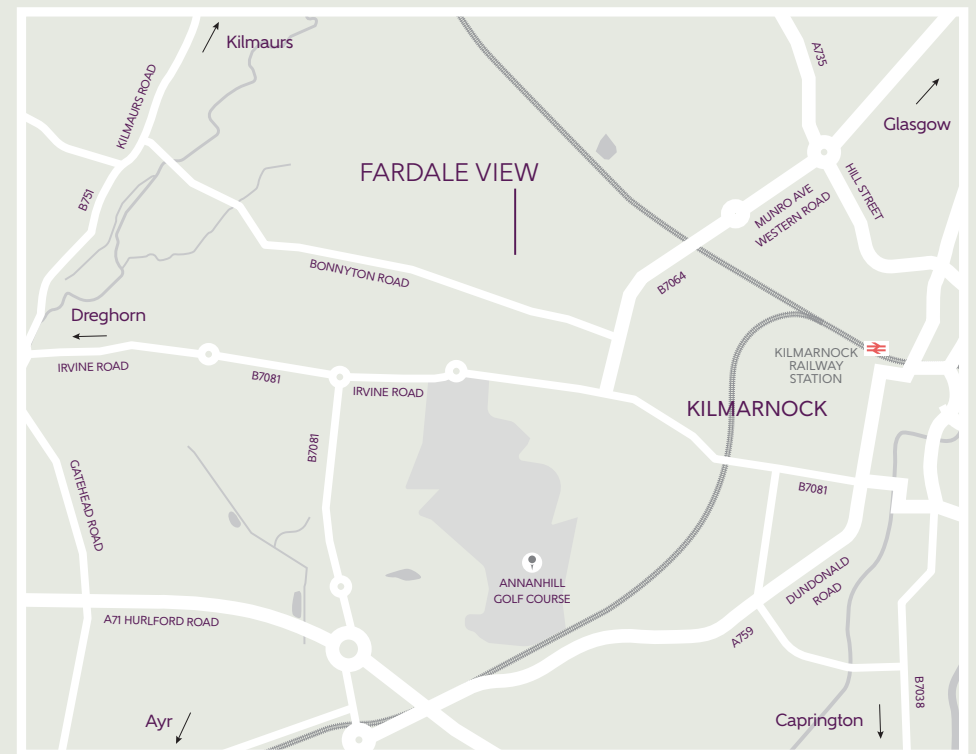 Kilmaurs
A735
KILMAURS ROAD
Glasgow
FARDALE VIEW
B751
HILL STREET
MUNRO AVE
WESTERN ROAD
BONNYTON ROAD
B7064
Dreghorn
KILMARNOCK
RAILWAY
STATION
IRVINE ROAD
B7081
IRVINE ROAD
KILMARNOCK
B7081
GATEHEAD ROAD
B7081
ANNANHILL
GOLF COURSE
DUNDONALD
ROAD
A71 HURLFORD ROAD
A759
B7038
Ayr
Caprington